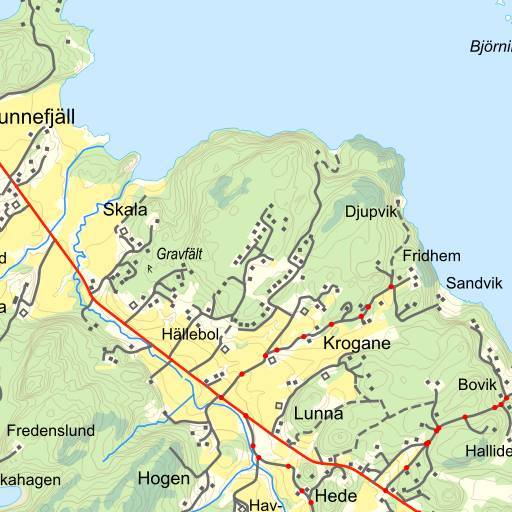 Björni
unnefjäll
Skala
Djupvik
Gravfält
Fridhem
d
Sandvik
a
Hällebol
Krogane
Bovik
Lunna
Fredenslund
Hallide
kahagen
Hogen
Hede
Hav-